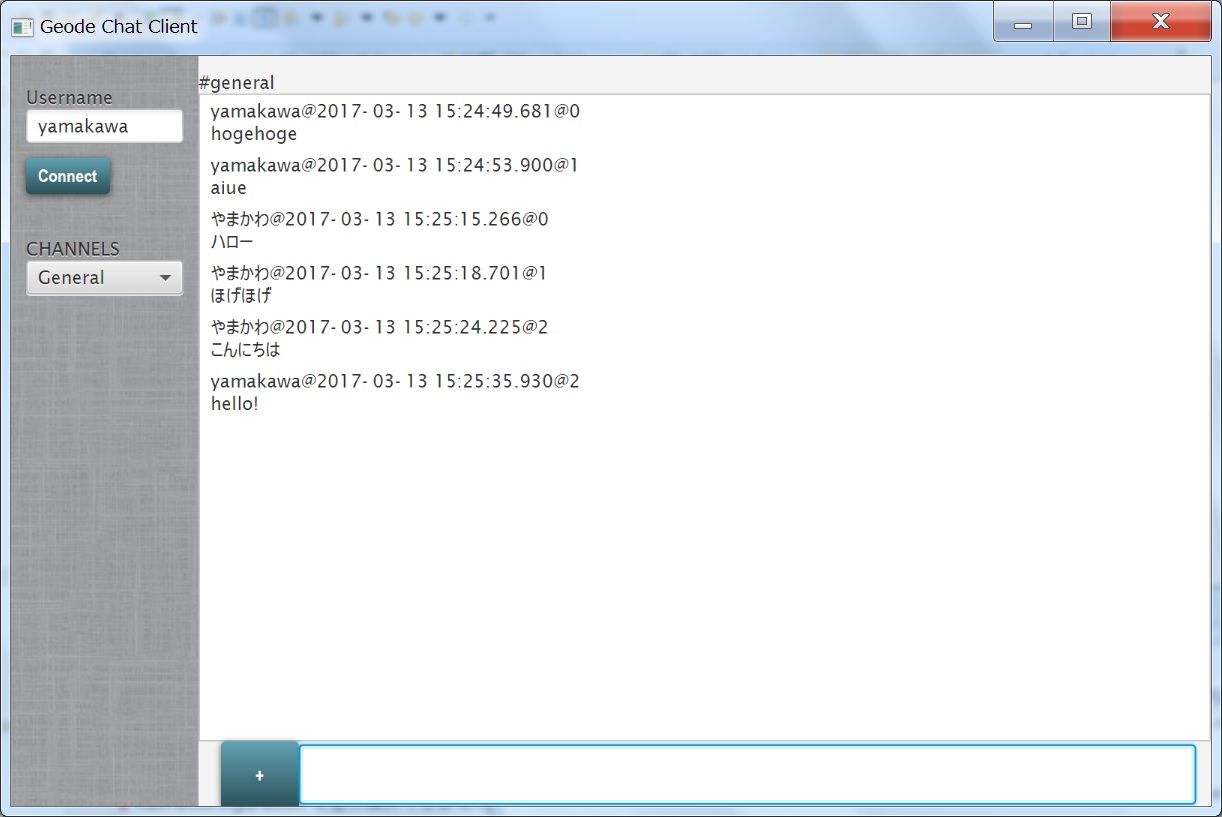 Geode Chat Client
Username
yamakawa
Connect
CHANNELS
General
#general
yamakawa@2017- 03- 13 15:24:49.681@0
hogehoge
yamakawa@2017- 03- 13 15:24:53.900@1
aiue
やまかわ@2017- 03- 13 15:25:15.266@0
ハロー
やまかわ@2017- 03- 13 15:25:18.701@1
ほげほげ
やまかわ@2017- 03- 13 15:25:24.225@2
こんにちは
yamakawa@2017- 03- 13 15:25:35.930@2
hello!
+